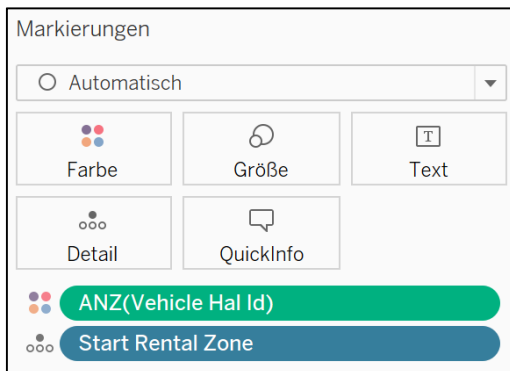 Markierungen
Automatisch
Farbe Größe Text
Detail QuickInfo
ANZ(Vehicle Hal Id)
Start Rental Zone